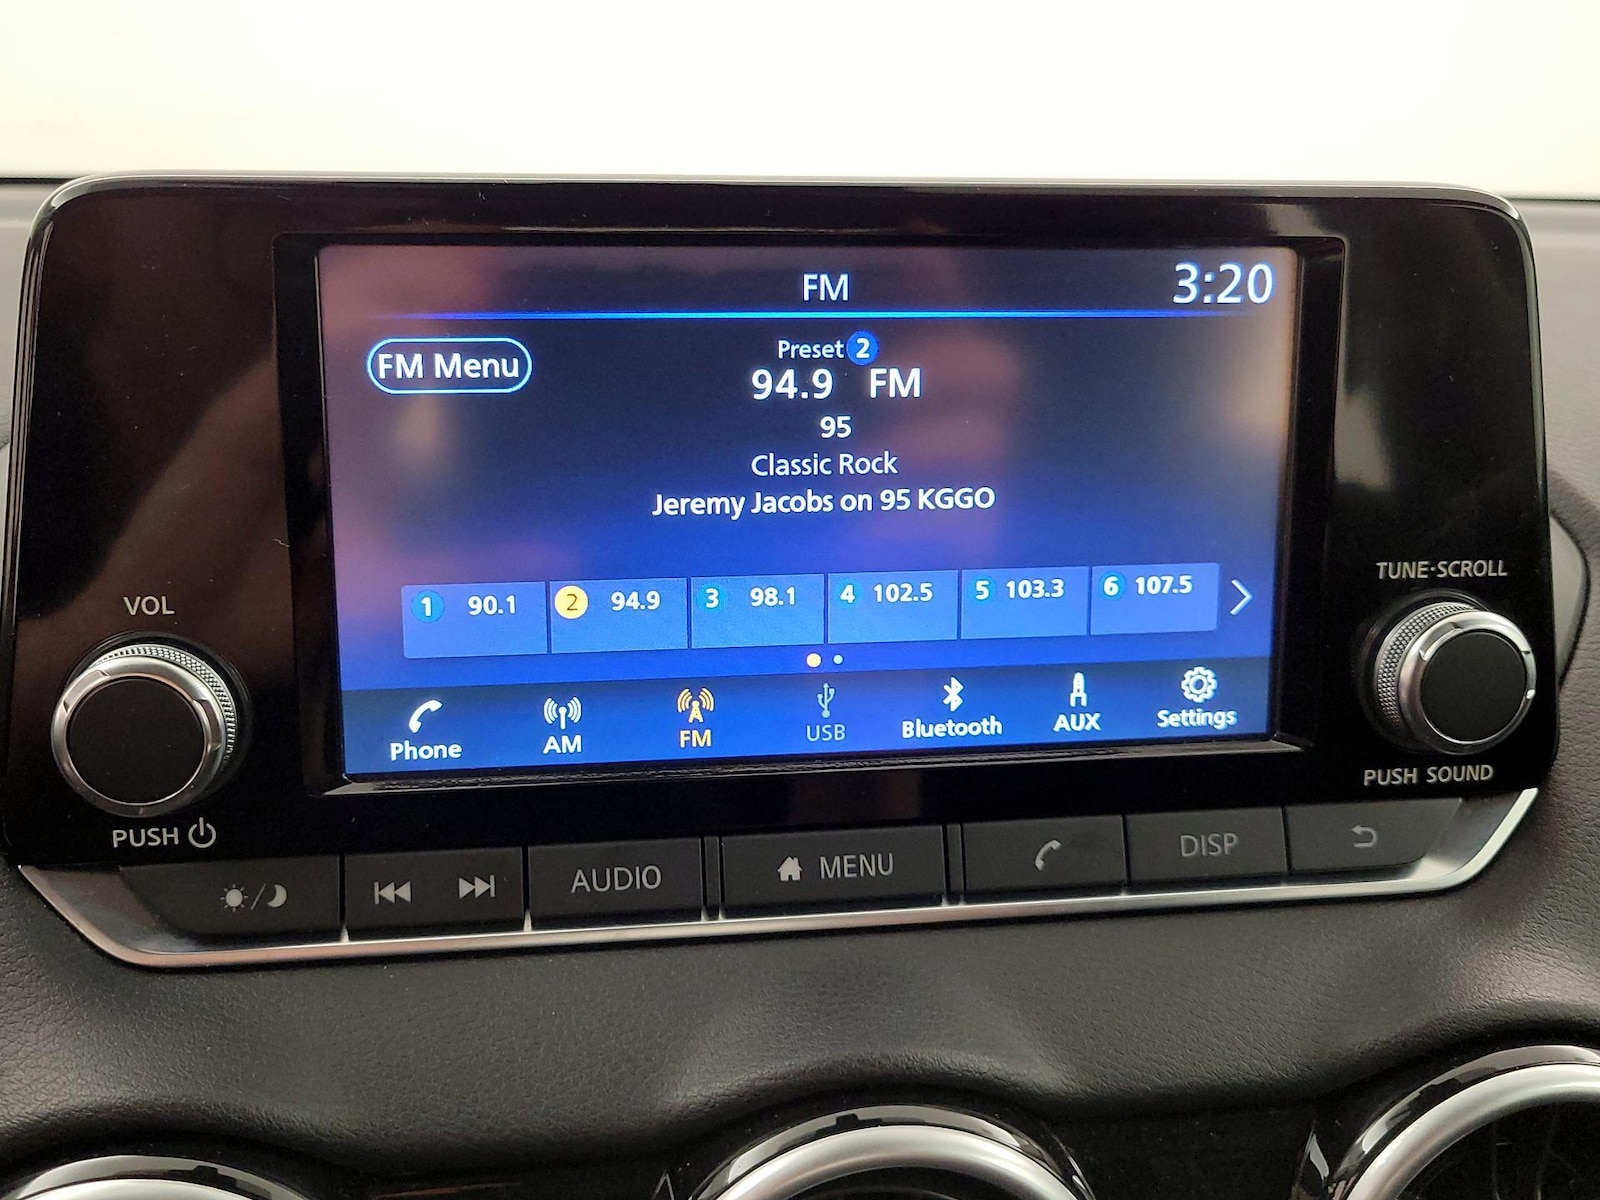 FM
3:20
FM Menu
Preset 2
94.9 FM
95
Classic Rock
Jeremy Jacobs on 95 KGGO
1 90.1
2 94.9
3 98.1
4 102.5
5 103.3
6 107.5
Phone
AM
FM
USB
Bluetooth
AUX
Settings
VOL
PUSH
TUNE·SCROLL
PUSH SOUND
AUDIO
MENU
DISP